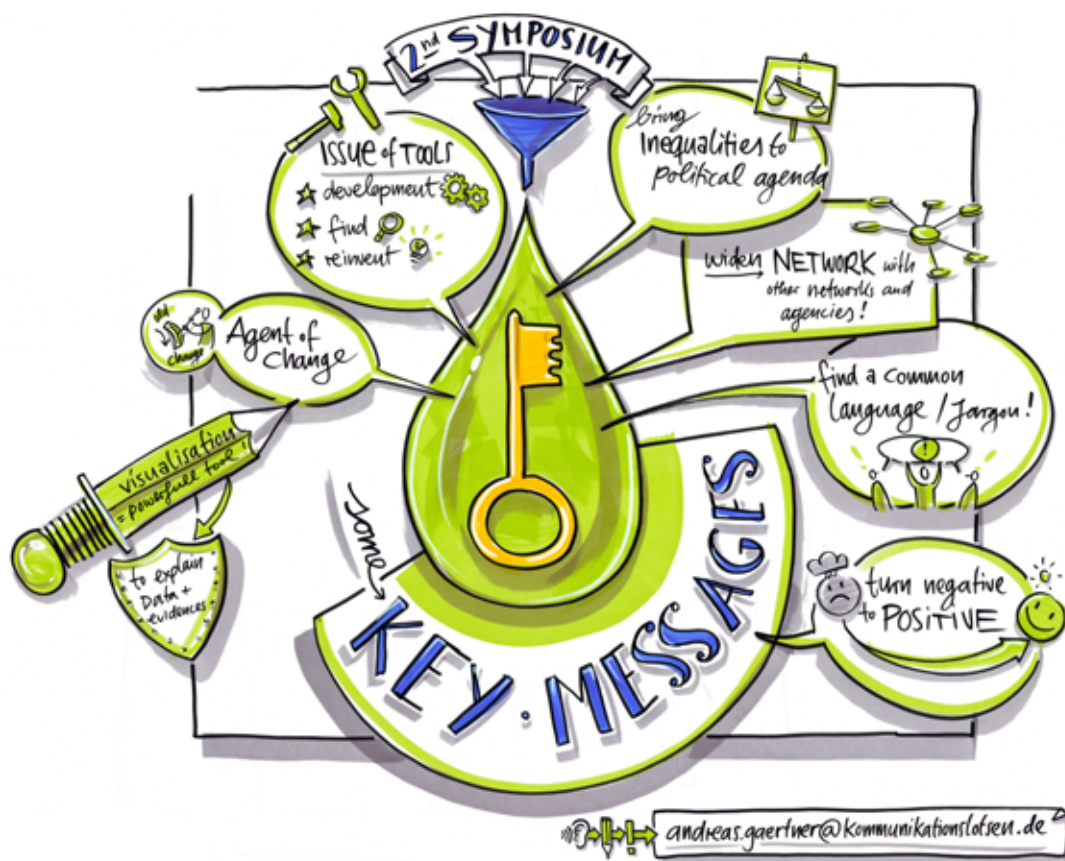 2nd SYMPOSIUM
ISSUE of TOOLS
development
find
reinvent
bring
Inequalities to
political agenda
widen NETWORK with
other networks and
agencies!
Agent of
change
change
find a common
language / Jargon!
!
visualisation
= powerfull tool!
to explain
Data +
evidences
turn negative
to POSITIVE
some
KEY · MESSAGES
andreas.gaertner@kommunikationslotsen.de